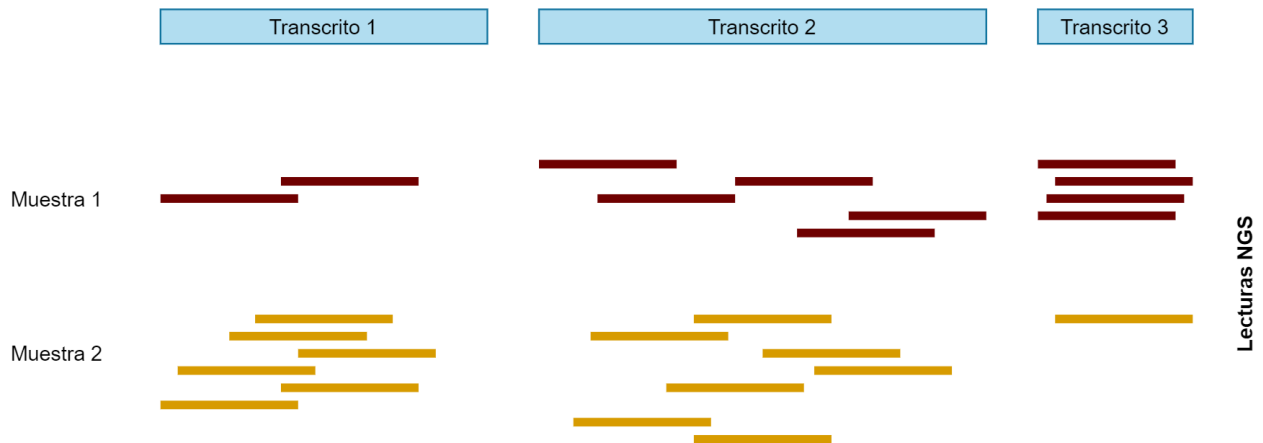 Transcrito 1
Transcrito 2
Transcrito 3
Muestra 1
Muestra 2
Lecturas NGS